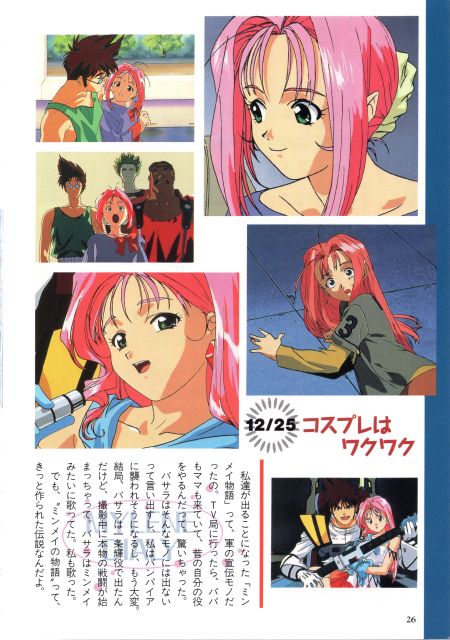 12/25
コスプレは
ワクワク
私達が出ることになった「ミン
メイ物語」って、軍の宣伝モノだ
ったの。TV局に行ったら、パパ
もママも来ていて、昔の自分の役
をやるんだって。驚いちゃった。
バサラはそんなモノには出ない
って言い出すし、私はバンパイア
に襲われそうになるし、もう大変。
結局、バサラは一条輝役で出たん
だけど、撮影中に本物の戦闘が始
まっちゃって、バサラはミンメイ
みたいに歌ってた。私も歌った。
でも、『ミンメイの物語』って、
きっと作られた伝説なんだよ。
MYLENE
DIARY
3
26